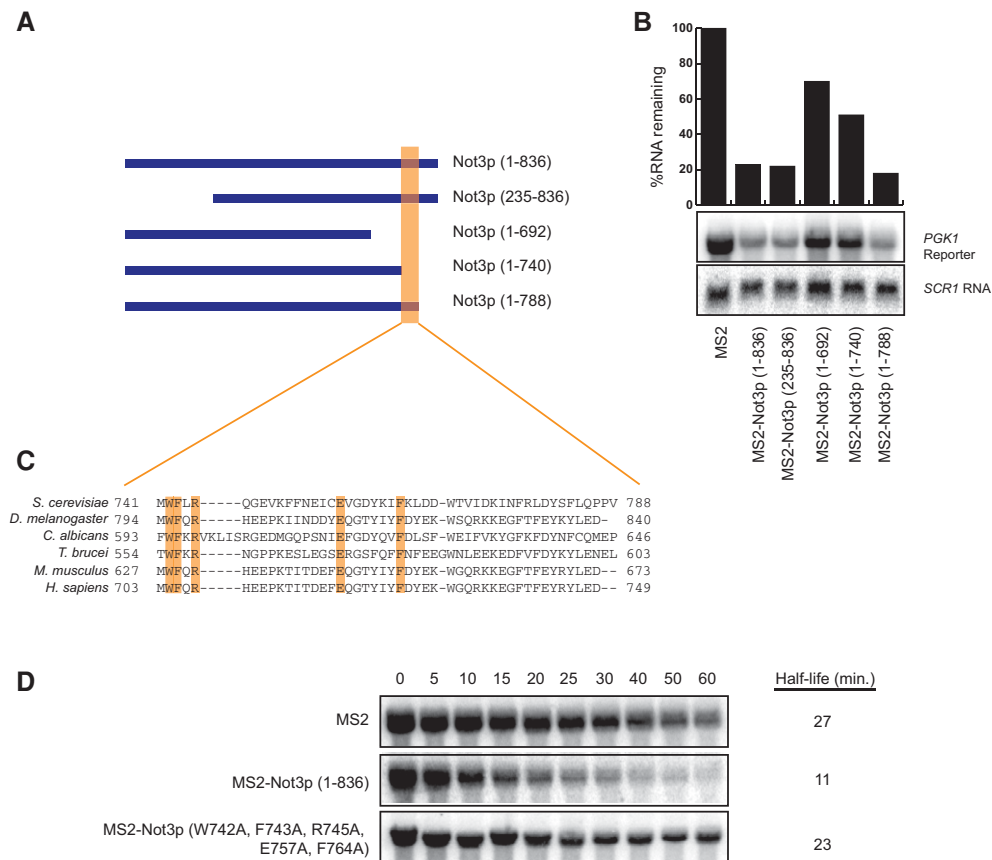 A
Not3p (1-836)
Not3p (235-836)
Not3p (1-692)
Not3p (1-740)
Not3p (1-788)
B
%RNA remaining
100
80
60
40
20
0
PGK1
Reporter
SCR1 RNA
MS2
MS2-Not3p (1-836)
MS2-Not3p (235-836)
MS2-Not3p (1-692)
MS2-Not3p (1-740)
MS2-Not3p (1-788)
C
S. cerevisiae 741 MWFLR-----QGEVKFFNEICEVGDYKIFKLDD-WTVIDKINFRLDYSFLQPPV 788
D. melanogaster 794 MWFQR-----HEEPKIINDDYEQGTYIYFDYEK-WSQRKKEGFTFEYKYLED- 840
C. albicans 593 FWFKRVKLISRGEDMGQPSNIEFGDYQVFDLSF-WEIFVKYGFKFDYNFCQMEP 646
T. brucei 554 TWFKR-----NGPPKESLEGSERGSFQFFNFEEGWNLEEKEDFVFDYKYLENEL 603
M. musculus 627 MWFQR-----HEEPKTITDEFEQGTYIYFDYEK-WGQRKKEGFTFEYRYLED-- 673
H. sapiens 703 MWFQR-----HEEPKTITDEFEQGTYIYFDYEK-WGQRKKEGFTFEYRYLED-- 749
D
0 5 10 15 20 25 30 40 50 60 Half-life (min.)
MS2 27
MS2-Not3p (1-836) 11
MS2-Not3p (W742A, F743A, R745A,
E757A, F764A) 23